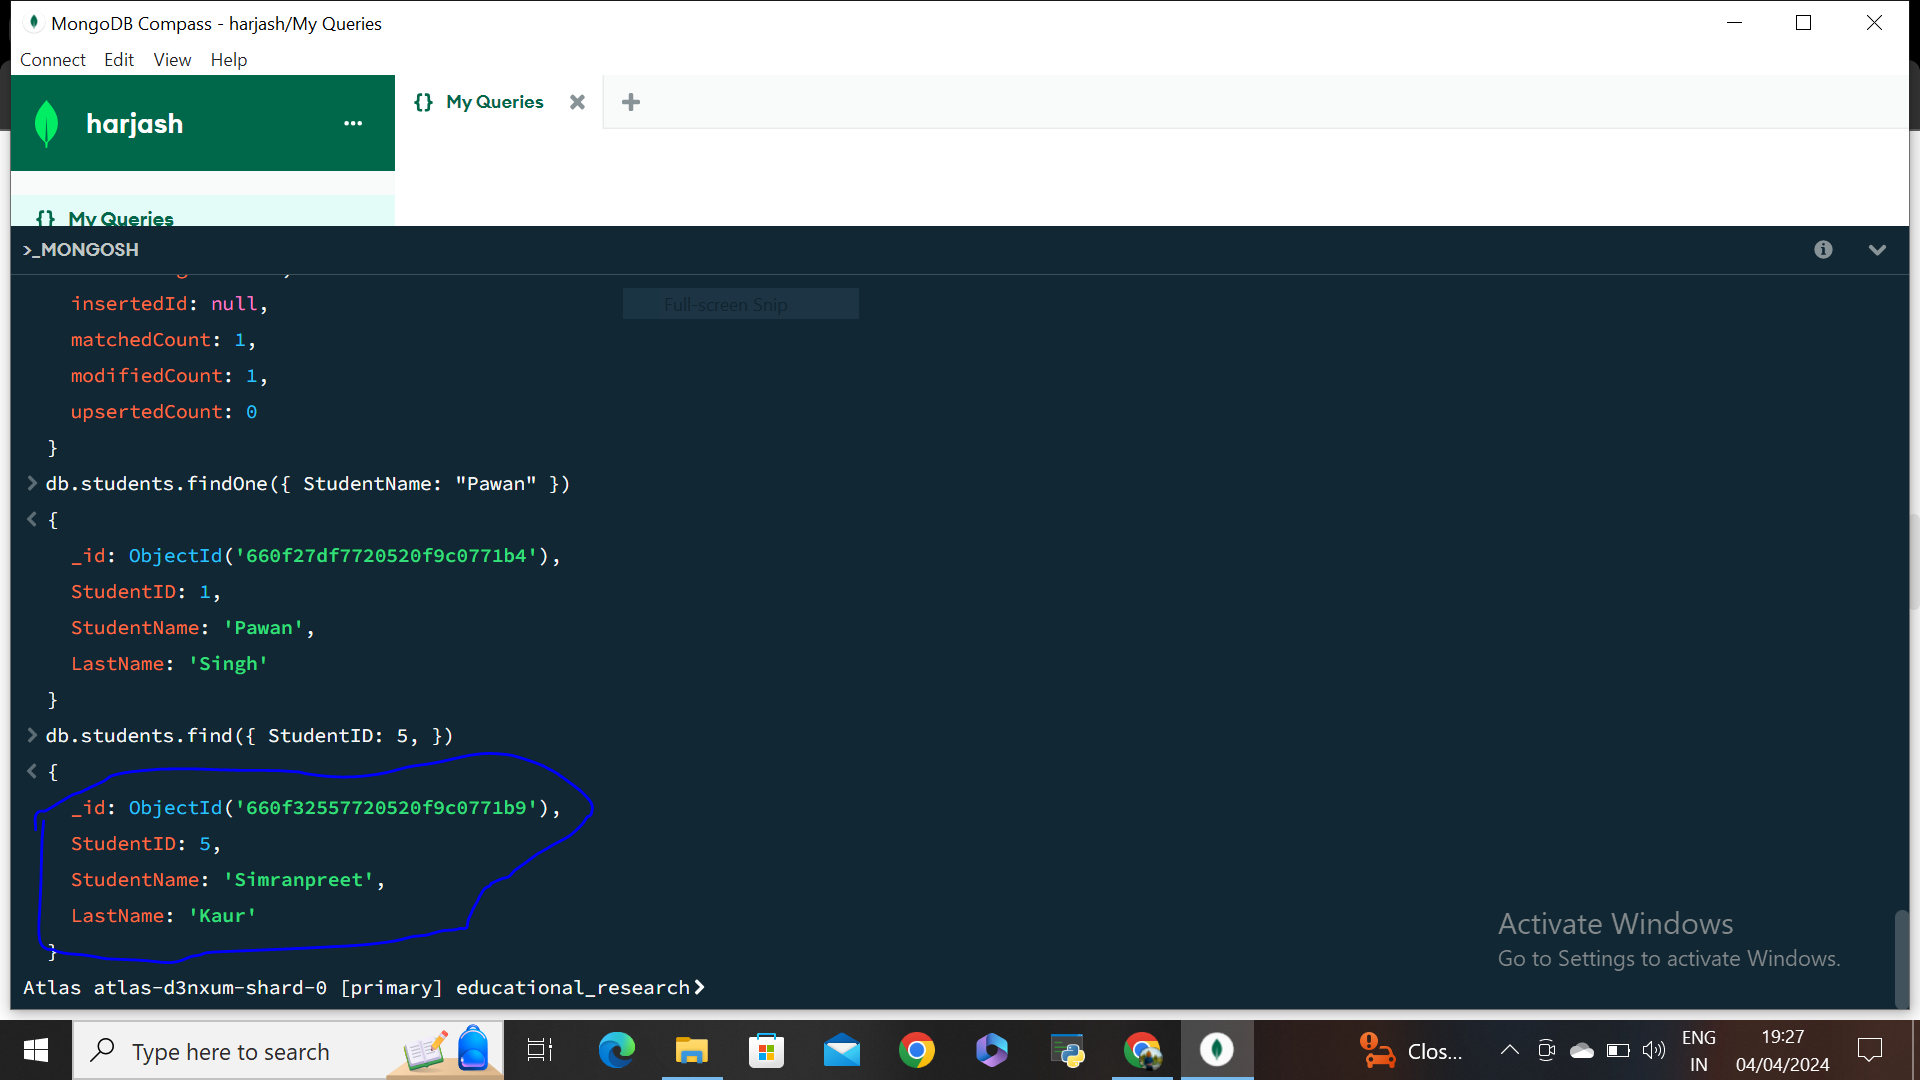 MongoDB Compass - harjash/My Queries
Connect Edit View Help
harjash ...
{} My Queries
{} My Queries
>_MONGOSH
Full-screen Snip
insertedId: null,
matchedCount: 1,
modifiedCount: 1,
upsertedCount: 0
}
> db.students.findOne({ StudentName: "Pawan" })
< {
_id: ObjectId('660f27df7720520f9c0771b4'),
StudentID: 1,
StudentName: 'Pawan',
LastName: 'Singh'
}
> db.students.find({ StudentID: 5, })
< {
_id: ObjectId('660f32557720520f9c0771b9'),
StudentID: 5,
StudentName: 'Simranpreet',
LastName: 'Kaur'
}
Atlas atlas-d3nxum-shard-0 [primary] educational_research>
Activate Windows
Go to Settings to activate Windows.
Type here to search
Clos...
ENG
IN
19:27
04/04/2024